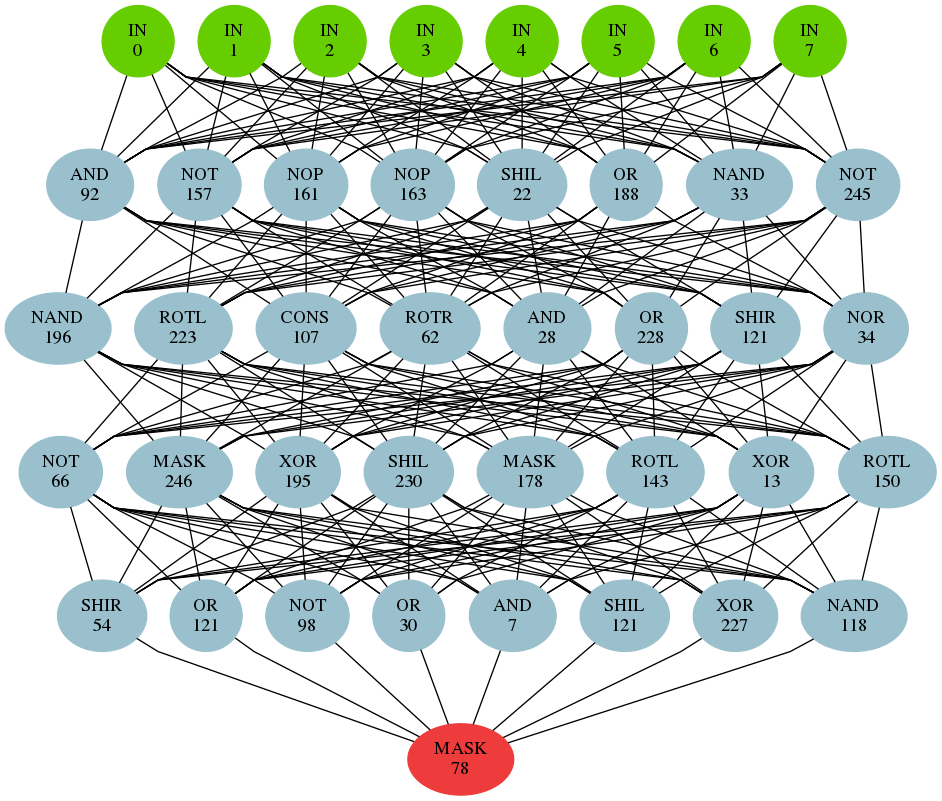 IN IN IN IN IN IN IN IN
0 1 2 3 4 5 6 7
AND NOT NOP NOP SHIL OR NAND NOT
92 157 161 163 22 188 33 245
NAND ROTL CONS ROTR AND OR SHIR NOR
196 223 107 62 28 228 121 34
NOT MASK XOR SHIL MASK ROTL XOR ROTL
66 246 195 230 178 143 13 150
SHIR OR NOT OR AND SHIL XOR NAND
54 121 98 30 7 121 227 118
MASK
78